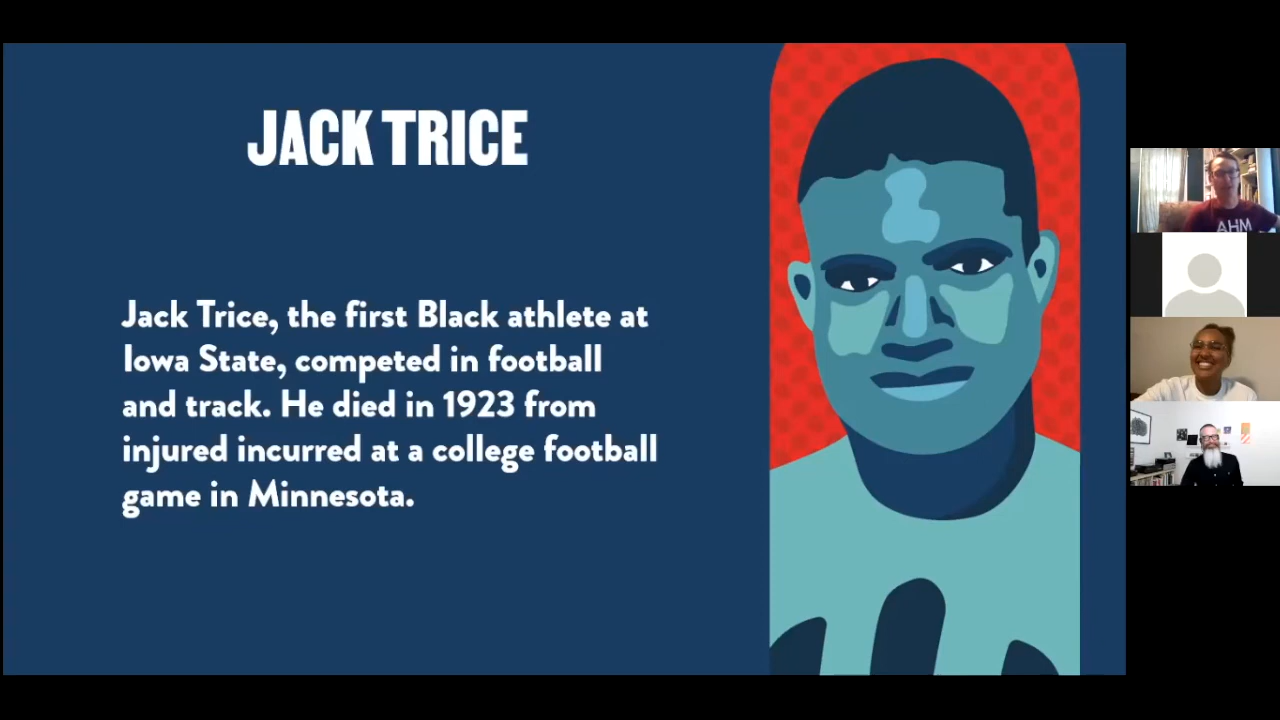 JACK TRICE
Jack Trice, the first Black athlete at
Iowa State, competed in football
and track. He died in 1923 from
injured incurred at a college football
game in Minnesota.
AHM